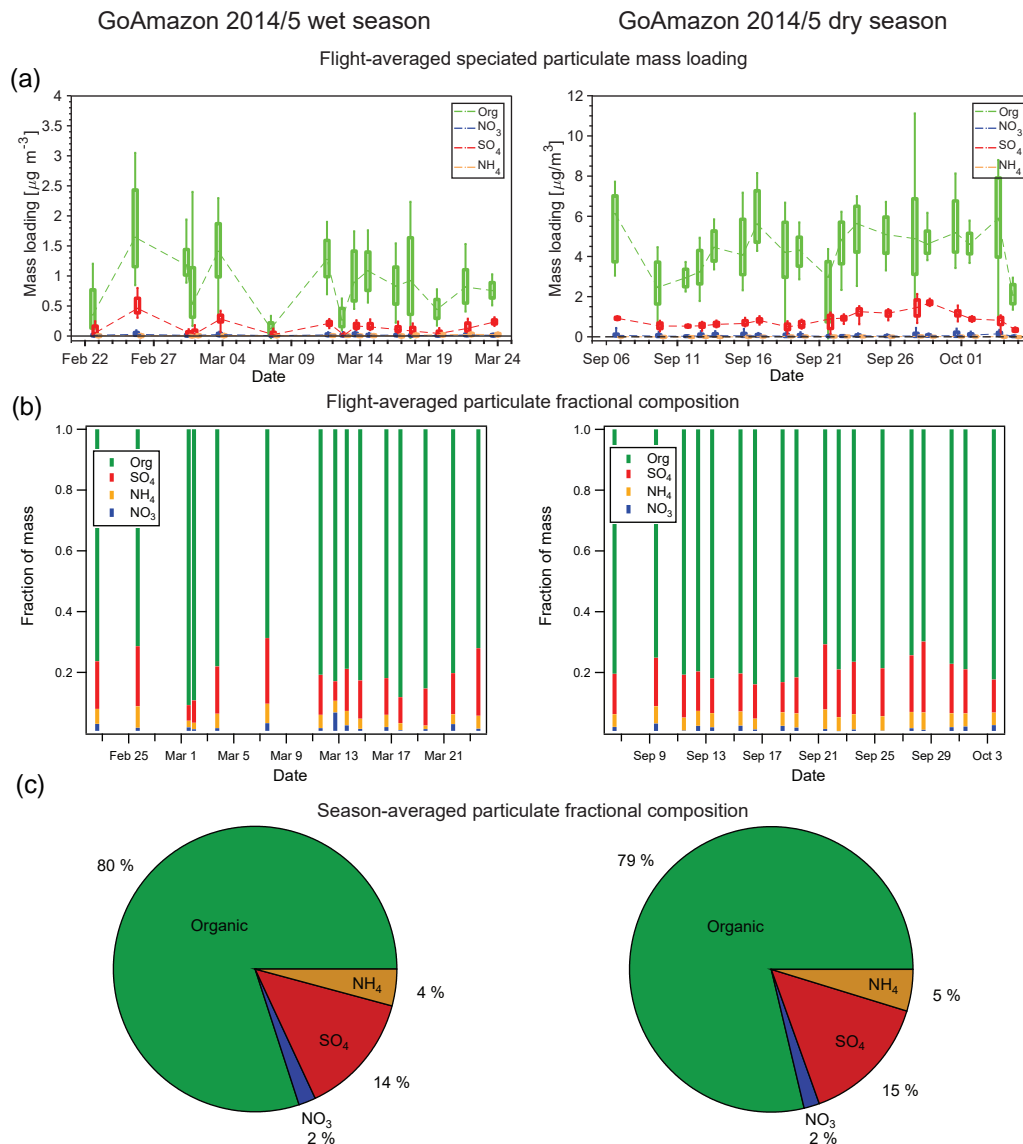 GoAmazon 2014/5 wet season GoAmazon 2014/5 dry season
Flight-averaged speciated particulate mass loading
(a)
4
3.5
3
2.5
2
1.5
1
0.5
0
Mass loading [µg m⁻³]
Org
NO₃
SO₄
NH₄
Feb 22 Feb 27 Mar 04 Mar 09 Mar 14 Mar 19 Mar 24
Date
12
10
8
6
4
2
0
Mass loading [µg/m³]
Org
NO₃
SO₄
NH₄
Sep 06 Sep 11 Sep 16 Sep 21 Sep 26 Oct 01
Date
(b)
Flight-averaged particulate fractional composition
1.0
0.8
0.6
0.4
0.2
Fraction of mass
Org
SO₄
NH₄
NO₃
Feb 25 Mar 1 Mar 5 Mar 9 Mar 13 Mar 17 Mar 21
Date
1.0
0.8
0.6
0.4
0.2
Fraction of mass
Org
SO₄
NH₄
NO₃
Sep 9 Sep 13 Sep 17 Sep 21 Sep 25 Sep 29 Oct 3
Date
(c)
Season-averaged particulate fractional composition
80 %
Organic
NH₄
4 %
SO₄
14 %
NO₃
2 %
79 %
Organic
NH₄
5 %
SO₄
15 %
NO₃
2 %